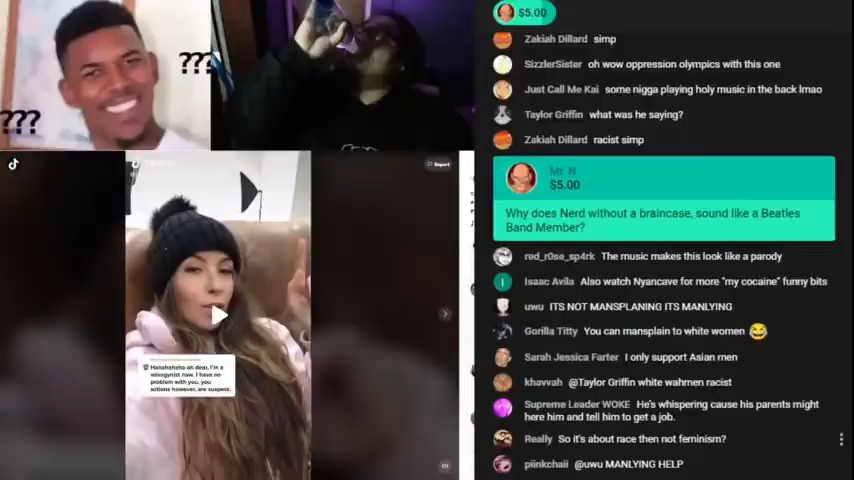 $5.00
Zakiah Dillard simp
???
SizzlerSister oh wow oppression olympics with this one
Just Call Me Kai some nigga playing holy music in the back lmao
???
Taylor Griffin what was he saying?
Zakiah Dillard racist simp
Report
Mr. N
$5.00
Why does Nerd without a braincase, sound like a Beatles
Band Member?
red_r0se_sp4rk The music makes this look like a parody
Isaac Avila Also watch Nyancave for more "my cocaine" funny bits
uwu ITS NOT MANSPLANING ITS MANLYING
Gorilla Titty You can mansplain to white women 😂
Sarah Jessica Farter I only support Asian men
Hahahahaha oh dear, I'm a
misogynist now. I have no
problem with you, you
actions however, are suspect.
khavvah @Taylor Griffin white wahmen racist
Supreme Leader WOKE He's whispering cause his parents might
here him and tell him to get a job.
Really So it's about race then not feminism?
piinkchaii @uwu MANLYING HELP